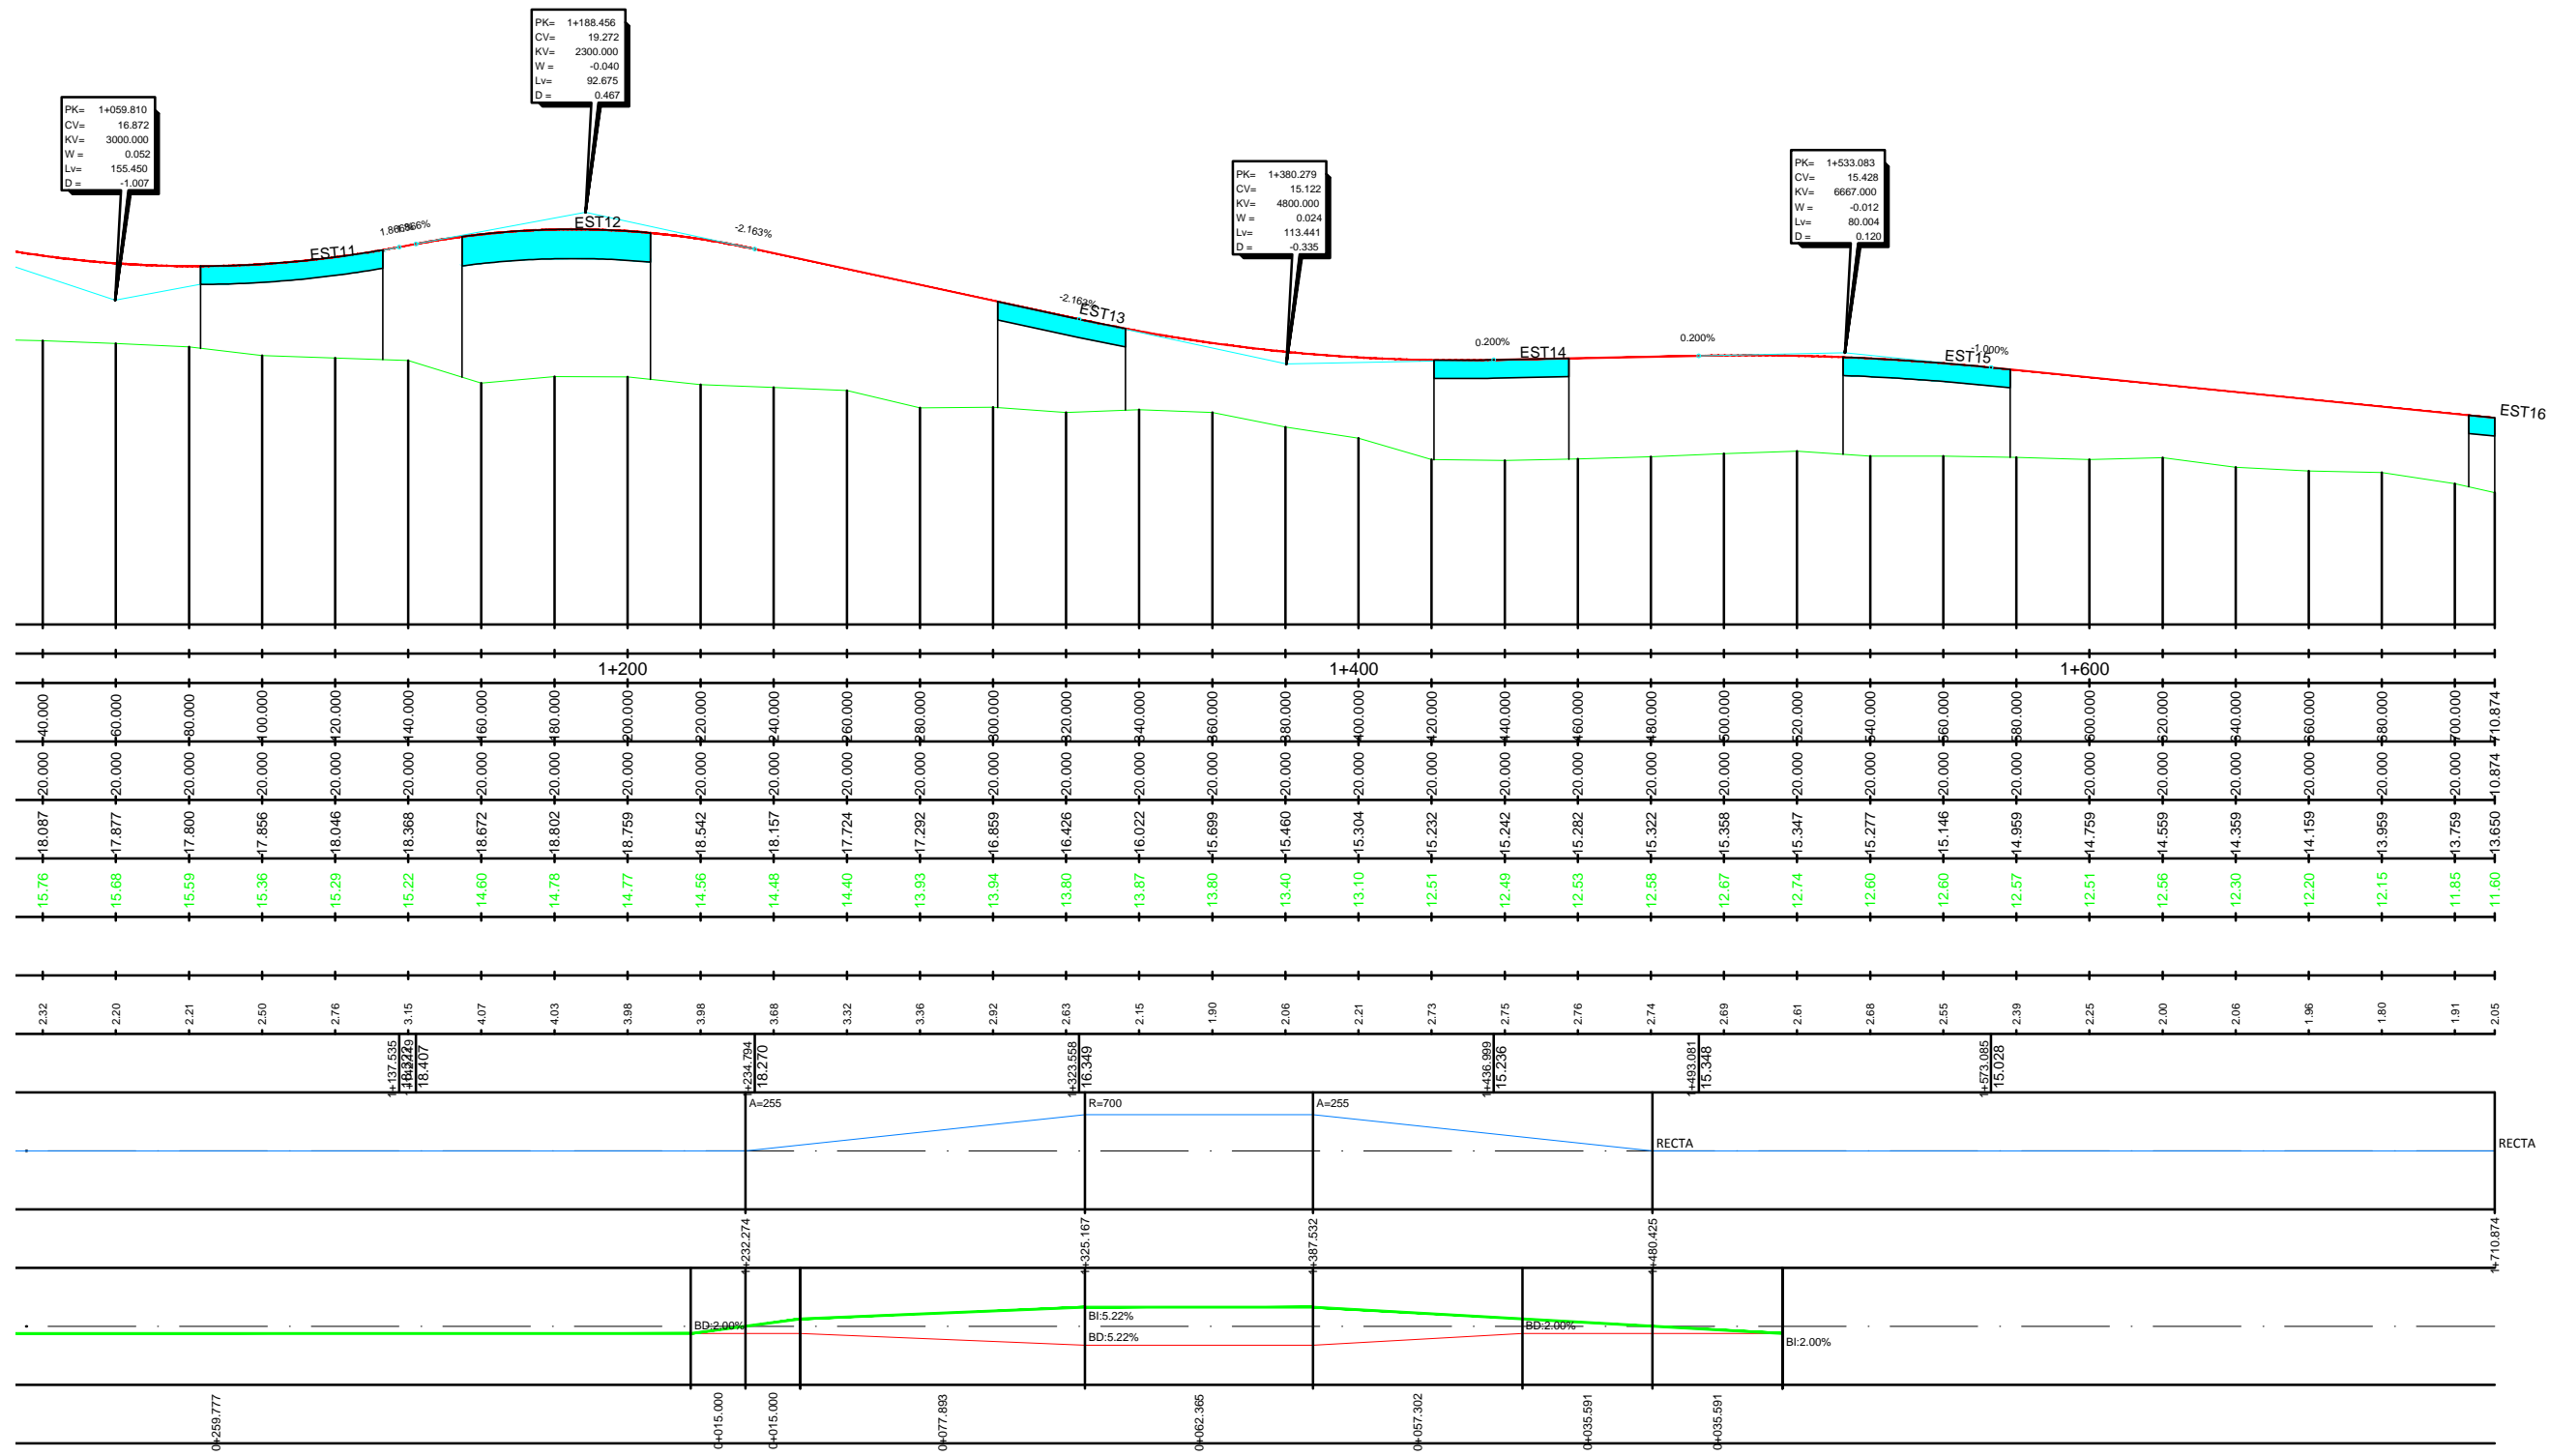 PK= 1+188.456
CV= 19.272
KV= 2300.000
W = -0.040
Lv= 92.675
D = 0.467
PK= 1+059.810
CV= 16.872
KV= 3000.000
W = 0.052
Lv= 155.450
D = -1.007
PK= 1+380.279
CV= 15.122
KV= 4800.000
W = 0.024
Lv= 113.441
D = -0.335
PK= 1+533.083
CV= 15.428
KV= 6667.000
W = -0.012
Lv= 80.004
D = 0.120
EST11
1.866%
EST12
-2.163%
-2.163%
EST13
0.200%
EST14
0.200%
EST15
-1.000%
EST16
1+200 1+400 1+600
40.000 60.000 80.000 100.000 120.000 140.000 160.000 180.000 200.000 220.000 240.000 260.000 280.000 300.000 320.000 340.000 360.000 380.000 400.000 420.000 440.000 460.000 480.000 500.000 520.000 540.000 560.000 580.000 600.000 620.000 640.000 660.000 680.000 700.000 710.874
20.000 20.000 20.000 20.000 20.000 20.000 20.000 20.000 20.000 20.000 20.000 20.000 20.000 20.000 20.000 20.000 20.000 20.000 20.000 20.000 20.000 20.000 20.000 20.000 20.000 20.000 20.000 20.000 20.000 20.000 20.000 20.000 20.000 20.000 10.874
18.087 17.877 17.800 17.856 18.046 18.368 18.672 18.802 18.759 18.542 18.157 17.724 17.292 16.859 16.426 16.022 15.699 15.460 15.304 15.232 15.242 15.282 15.322 15.358 15.347 15.277 15.146 14.959 14.759 14.559 14.359 14.159 13.959 13.759 13.650
15.76 15.68 15.59 15.36 15.29 15.22 14.60 14.78 14.77 14.56 14.48 14.40 13.93 13.94 13.80 13.87 13.80 13.40 13.10 12.51 12.49 12.53 12.58 12.67 12.74 12.60 12.60 12.57 12.51 12.56 12.30 12.20 12.15 11.85 11.60
2.32 2.20 2.21 2.50 2.76 3.15 4.07 4.03 3.98 3.98 3.68 3.32 3.36 2.92 2.63 2.15 1.90 2.06 2.21 2.73 2.75 2.76 2.74 2.69 2.61 2.68 2.55 2.39 2.25 2.00 2.06 1.96 1.80 1.91 2.05
1+137.535 18.407 1+234.794 18.270 1+323.558 16.349 1+436.999 15.236 1+493.081 15.348 1+573.085 15.028
A=255 R=700 A=255
RECTA RECTA
1+232.274 1+325.167 1+387.532 1+480.425 1+710.874
BD:2.00% BI:5.22% BD:2.00%
BD:5.22% BI:2.00%
0+259.777 0+015.000 0+015.000 0+077.893 0+062.365 0+057.302 0+035.591 0+035.591